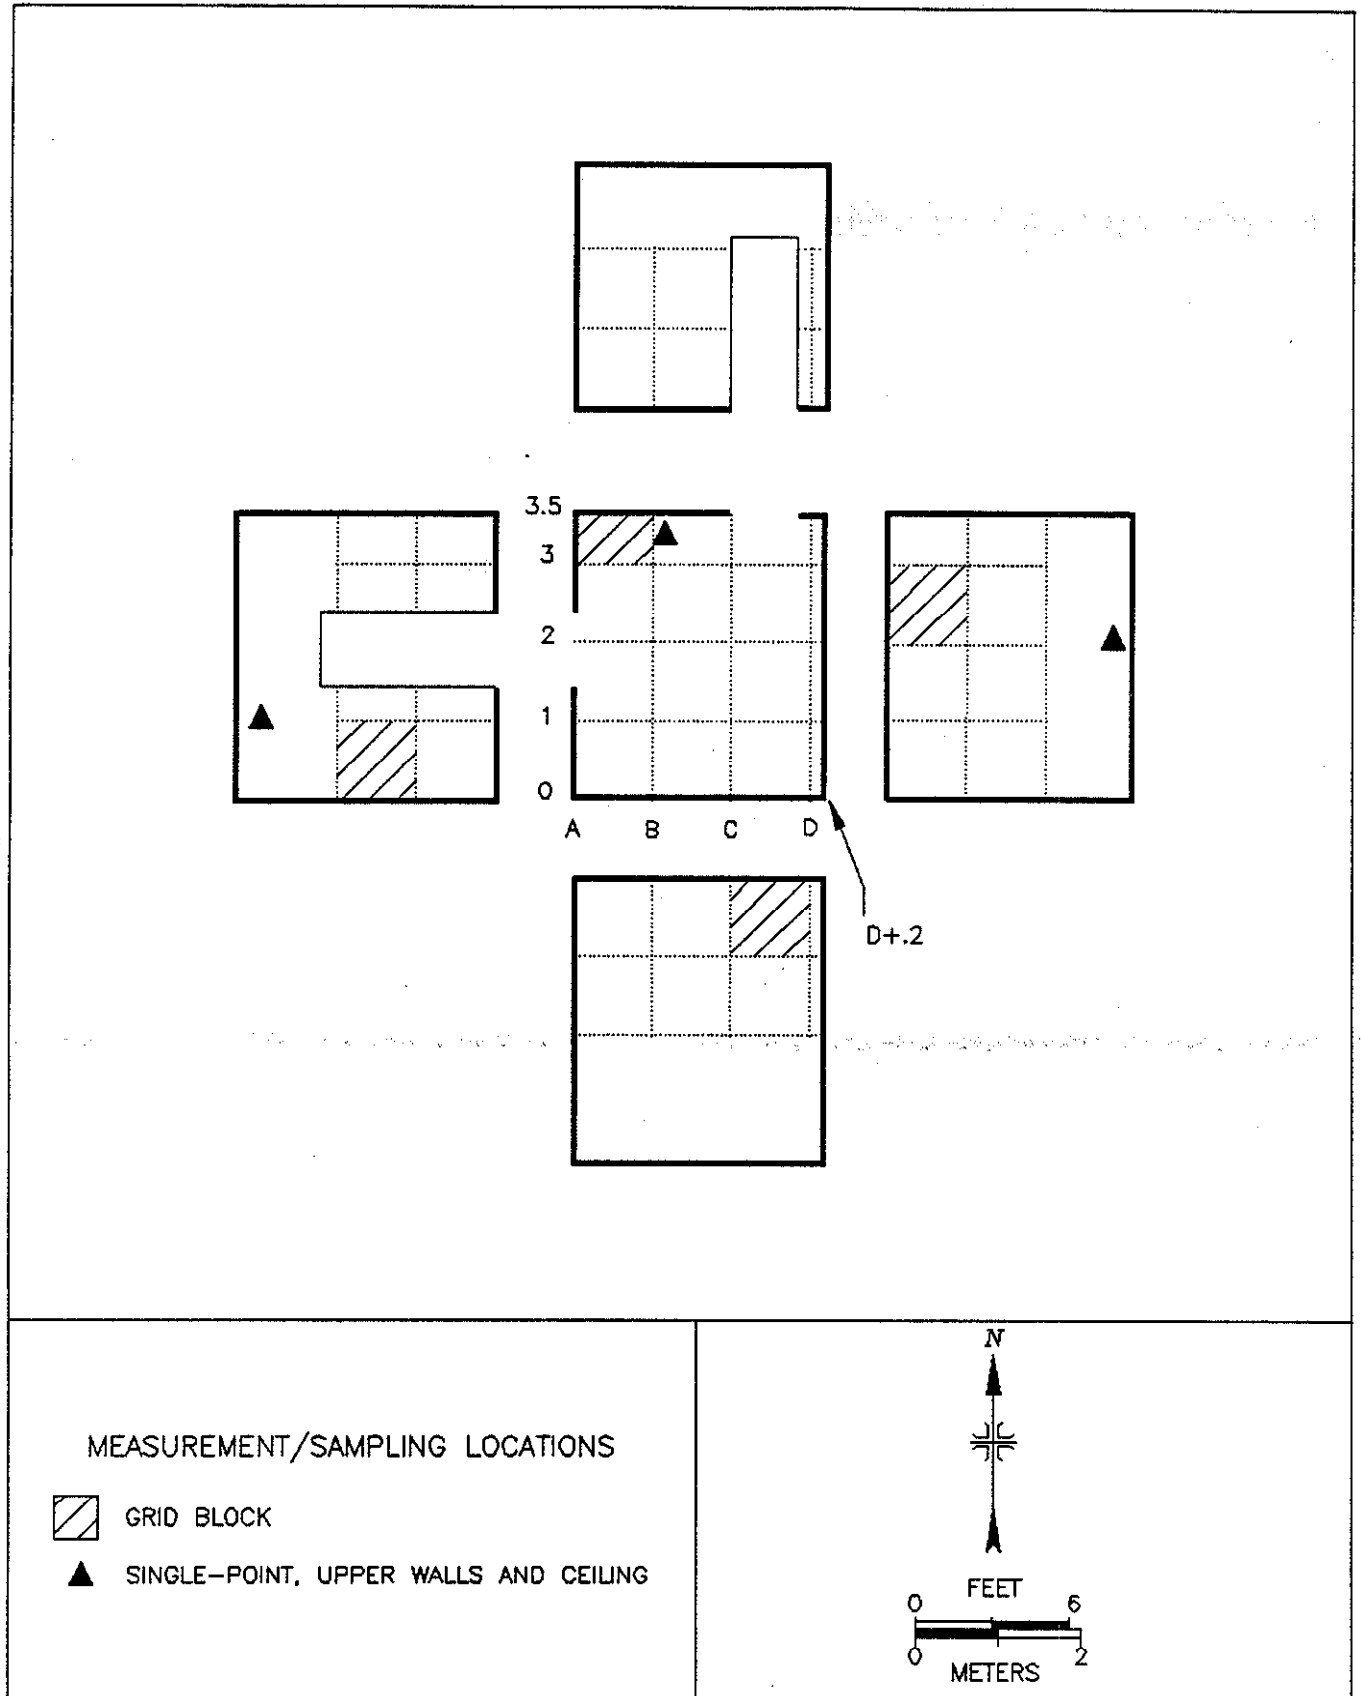 3.5
3
2
1
0
A B C D
D+.2
MEASUREMENT/SAMPLING LOCATIONS
GRID BLOCK
SINGLE-POINT, UPPER WALLS AND CEILING
N
FEET
0 6
0 2
METERS